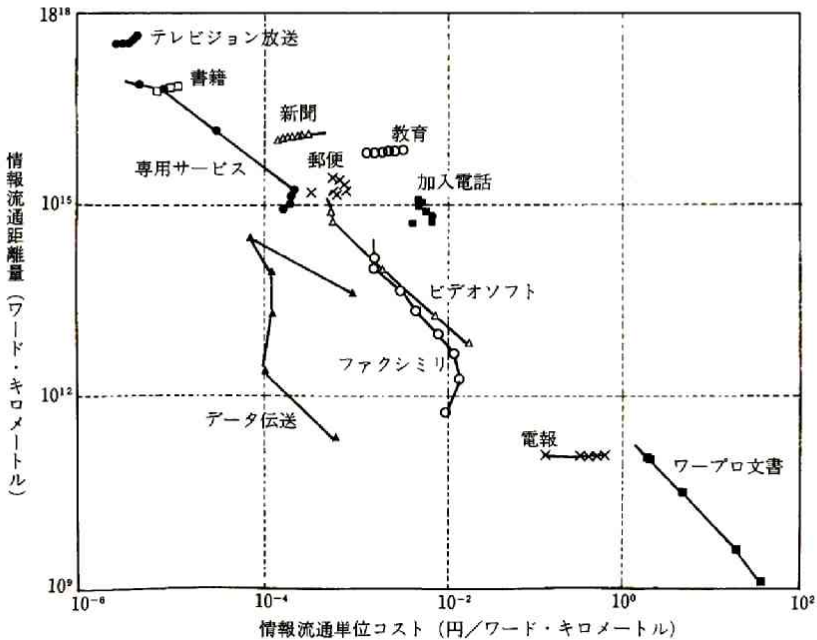 18¹⁸
テレビジョン放送
書籍
新聞
教育
専用サービス
郵便
加入電話
10¹⁵
ビデオソフト
ファクシミリ
10¹²
データ伝送
電報
ワープロ文書
10⁹
10⁻⁶
10⁻⁴
10⁻²
10⁰
10²
情報流通距離量（ワード・キロメートル）
情報流通単位コスト（円／ワード・キロメートル）